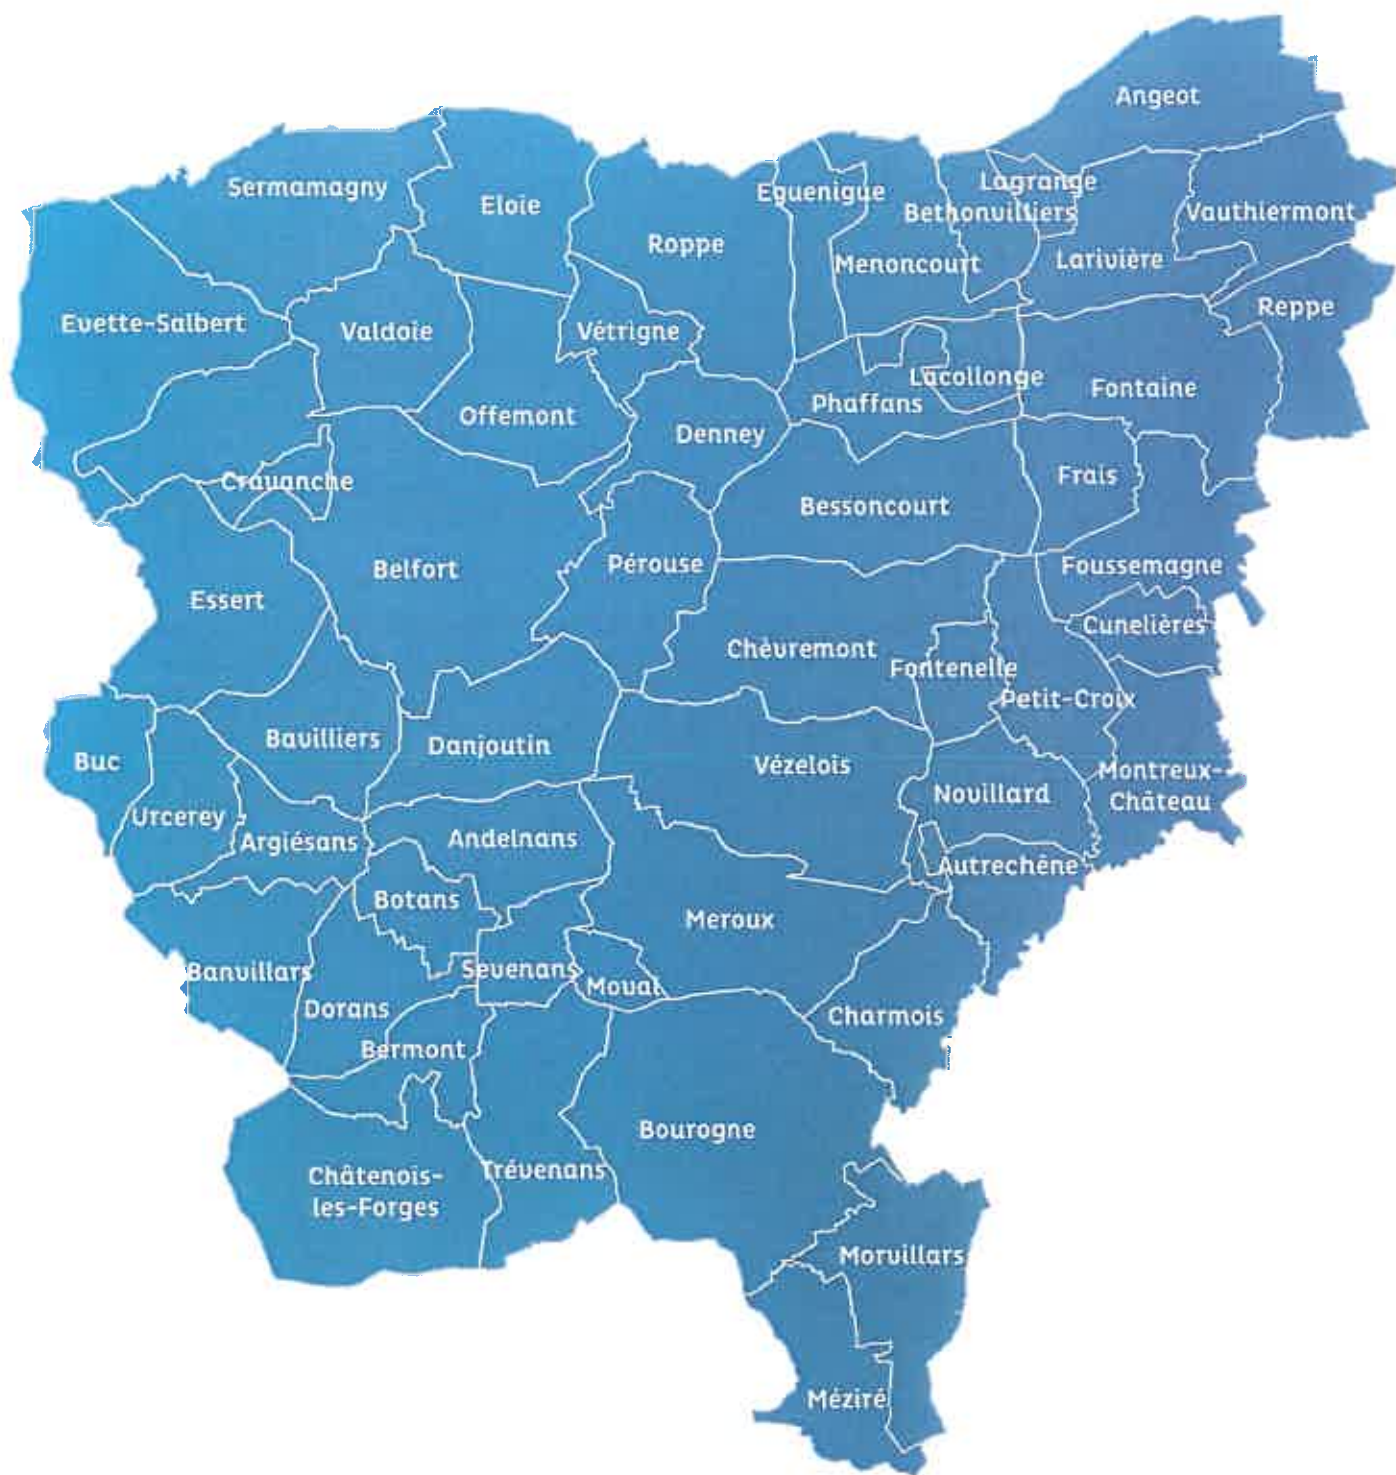 Angeot
Sermamagny
Eloie
Eguenigue
Lagrange
Bethonvilliers
Vauthiermont
Roppe
Menoncourt
Larivière
Reppe
Evette-Salbert
Valdoie
Vétrigne
Lacollonge
Fontaine
Phaffans
Offemont
Denney
Cravanche
Frais
Bessoncourt
Belfort
Pérouse
Foussemagne
Essert
Cunelières
Chèvremont
Fontenelle
Petit-Croix
Bavilliers
Danjoutin
Buc
Vézelois
Montreux-
Château
Novillard
Urcerey
Argiésans
Andelnans
Autrechêne
Botans
Meroux
Banvillars
Sevenans
Moval
Dorans
Charmois
Bermont
Bourogne
Trévenans
Châtenois-
les-Forges
Morvillars
Méziré